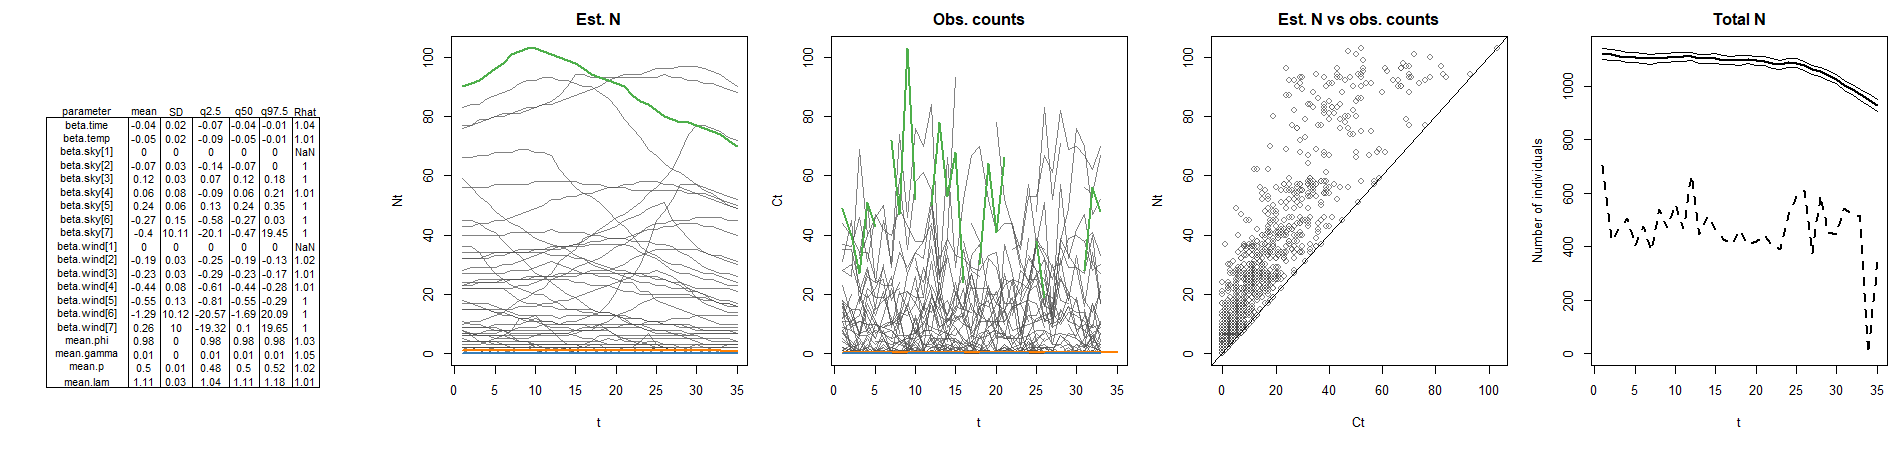 parameter mean SD q2.5 q50 q97.5 Rhat
beta.time -0.04 0.02 -0.07 -0.04 -0.01 1.04
beta.temp -0.05 0.02 -0.09 -0.05 -0.01 1.01
beta.sky[1] 0 0 0 0 0 NaN
beta.sky[2] -0.07 0.03 -0.14 -0.07 0 1
beta.sky[3] 0.12 0.03 0.07 0.12 0.18 1
beta.sky[4] 0.06 0.08 -0.09 0.06 0.21 1.01
beta.sky[5] 0.24 0.06 0.13 0.24 0.35 1
beta.sky[6] -0.27 0.15 -0.58 -0.27 0.03 1
beta.sky[7] -0.4 10.11 -20.1 -0.47 19.45 1
beta.wind[1] 0 0 0 0 0 NaN
beta.wind[2] -0.19 0.03 -0.25 -0.19 -0.13 1.02
beta.wind[3] -0.23 0.03 -0.29 -0.23 -0.17 1.01
beta.wind[4] -0.44 0.08 -0.61 -0.44 -0.28 1.01
beta.wind[5] -0.55 0.13 -0.81 -0.55 -0.29 1
beta.wind[6] -1.29 10.12 -20.57 -1.69 20.09 1
beta.wind[7] 0.26 10 -19.32 0.1 19.65 1
mean.phi 0.98 0 0.98 0.98 0.98 1.03
mean.gamma 0.01 0 0.01 0.01 0.01 1.05
mean.p 0.5 0.01 0.48 0.5 0.52 1.02
mean.lam 1.11 0.03 1.04 1.11 1.18 1.01
Est. N
Nt
0 20 40 60 80 100
0 5 10 15 20 25 30 35
t
Obs. counts
Ct
0 20 40 60 80 100
0 5 10 15 20 25 30 35
t
Est. N vs obs. counts
Nt
0 20 40 60 80 100
0 20 40 60 80 100
Ct
Total N
Number of individuals
0 200 400 600 800 1000
0 5 10 15 20 25 30 35
t